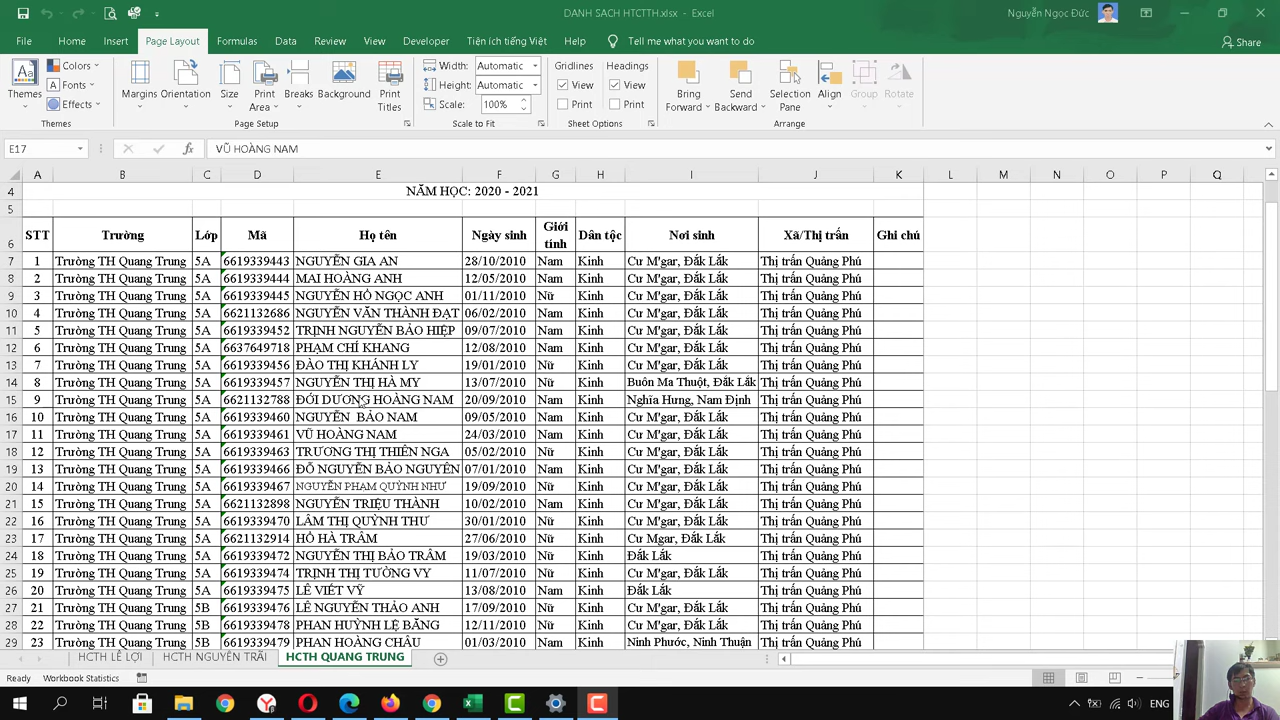 DANH SACH HTCTTH.xlsx - Excel
Nguyễn Ngọc Đức
File Home Insert Page Layout Formulas Data Review View Developer Tiện ích tiếng Việt Help Tell me what you want to do Share
Colors Width: Automatic Gridlines Headings
Fonts Height: Automatic View View
Effects Scale: 100% Print Print
Themes Margins Orientation Size Print Area Breaks Background Print Titles Bring Forward Send Backward Selection Pane Align Group Rotate
Themes Page Setup Scale to Fit Sheet Options Arrange
E17 fx VŨ HOÀNG NAM
A B C D E F G H I J K L M N O P Q
4 NĂM HỌC: 2020 - 2021
5
6 STT Trường Lớp Mã Họ tên Ngày sinh Giới tính Dân tộc Nơi sinh Xã/Thị trấn Ghi chú
7 1 Trường TH Quang Trung 5A 6619339443 NGUYỄN GIA AN 28/10/2010 Nam Kinh Cư M'gar, Đắk Lắk Thị trấn Quảng Phú
8 2 Trường TH Quang Trung 5A 6619339444 MAI HOÀNG ANH 12/05/2010 Nam Kinh Cư M'gar, Đắk Lắk Thị trấn Quảng Phú
9 3 Trường TH Quang Trung 5A 6619339445 NGUYỄN HỒ NGỌC ANH 01/11/2010 Nữ Kinh Cư M'gar, Đắk Lắk Thị trấn Quảng Phú
10 4 Trường TH Quang Trung 5A 6621132686 NGUYỄN VĂN THÀNH ĐẠT 06/02/2010 Nam Kinh Cư M'gar, Đắk Lắk Thị trấn Quảng Phú
11 5 Trường TH Quang Trung 5A 6619339452 TRỊNH NGUYỄN BẢO HIỆP 09/07/2010 Nam Kinh Cư M'gar, Đắk Lắk Thị trấn Quảng Phú
12 6 Trường TH Quang Trung 5A 6637649718 PHẠM CHÍ KHANG 12/08/2010 Nam Kinh Cư M'gar, Đắk Lắk Thị trấn Quảng Phú
13 7 Trường TH Quang Trung 5A 6619339456 ĐÀO THỊ KHÁNH LY 19/01/2010 Nữ Kinh Cư M'gar, Đắk Lắk Thị trấn Quảng Phú
14 8 Trường TH Quang Trung 5A 6619339457 NGUYỄN THỊ HÀ MY 13/07/2010 Nữ Kinh Buôn Ma Thuột, Đắk Lắk Thị trấn Quảng Phú
15 9 Trường TH Quang Trung 5A 6621132788 ĐỚI DƯƠNG HOÀNG NAM 20/09/2010 Nam Kinh Nghĩa Hưng, Nam Định Thị trấn Quảng Phú
16 10 Trường TH Quang Trung 5A 6619339460 NGUYỄN BẢO NAM 09/05/2010 Nam Kinh Cư M'gar, Đắk Lắk Thị trấn Quảng Phú
17 11 Trường TH Quang Trung 5A 6619339461 VŨ HOÀNG NAM 24/03/2010 Nam Kinh Cư M'gar, Đắk Lắk Thị trấn Quảng Phú
18 12 Trường TH Quang Trung 5A 6619339463 TRƯƠNG THỊ THIÊN NGA 05/02/2010 Nữ Kinh Cư M'gar, Đắk Lắk Thị trấn Quảng Phú
19 13 Trường TH Quang Trung 5A 6619339466 ĐỖ NGUYỄN BẢO NGUYÊN 07/01/2010 Nam Kinh Cư M'gar, Đắk Lắk Thị trấn Quảng Phú
20 14 Trường TH Quang Trung 5A 6619339467 NGUYỄN PHẠM QUỲNH NHƯ 19/09/2010 Nữ Kinh Cư M'gar, Đắk Lắk Thị trấn Quảng Phú
21 15 Trường TH Quang Trung 5A 6621132898 NGUYỄN TRIỆU THÀNH 10/02/2010 Nam Kinh Cư M'gar, Đắk Lắk Thị trấn Quảng Phú
22 16 Trường TH Quang Trung 5A 6619339470 LÂM THỊ QUỲNH THƯ 30/01/2010 Nữ Kinh Cư M'gar, Đắk Lắk Thị trấn Quảng Phú
23 17 Trường TH Quang Trung 5A 6621132914 HỒ HÀ TRÂM 27/06/2010 Nữ Kinh Cư Mgar, Đắk Lắk Thị trấn Quảng Phú
24 18 Trường TH Quang Trung 5A 6619339472 NGUYỄN THỊ BẢO TRÂM 19/03/2010 Nữ Kinh Đắk Lắk Thị trấn Quảng Phú
25 19 Trường TH Quang Trung 5A 6619339474 TRỊNH THỊ TƯỜNG VY 11/07/2010 Nữ Kinh Cư M'gar, Đắk Lắk Thị trấn Quảng Phú
26 20 Trường TH Quang Trung 5A 6619339475 LÊ VIẾT VỸ 13/08/2010 Nam Kinh Đắk Lắk Thị trấn Quảng Phú
27 21 Trường TH Quang Trung 5B 6619339476 LÊ NGUYỄN THẢO ANH 17/09/2010 Nữ Kinh Cư M'gar, Đắk Lắk Thị trấn Quảng Phú
28 22 Trường TH Quang Trung 5B 6619339478 PHAN HUỲNH LỆ BĂNG 12/11/2010 Nữ Kinh Cư M'gar, Đắk Lắk Thị trấn Quảng Phú
29 23 Trường TH Quang Trung 5B 6619339479 PHAN HOÀNG CHÂU 01/03/2010 Nam Kinh Ninh Phước, Ninh Thuận Thị trấn Quảng Phú
HCTH LÊ LỢI HCTH NGUYỄN TRÃI HCTH QUANG TRUNG
Ready Workbook Statistics
ENG